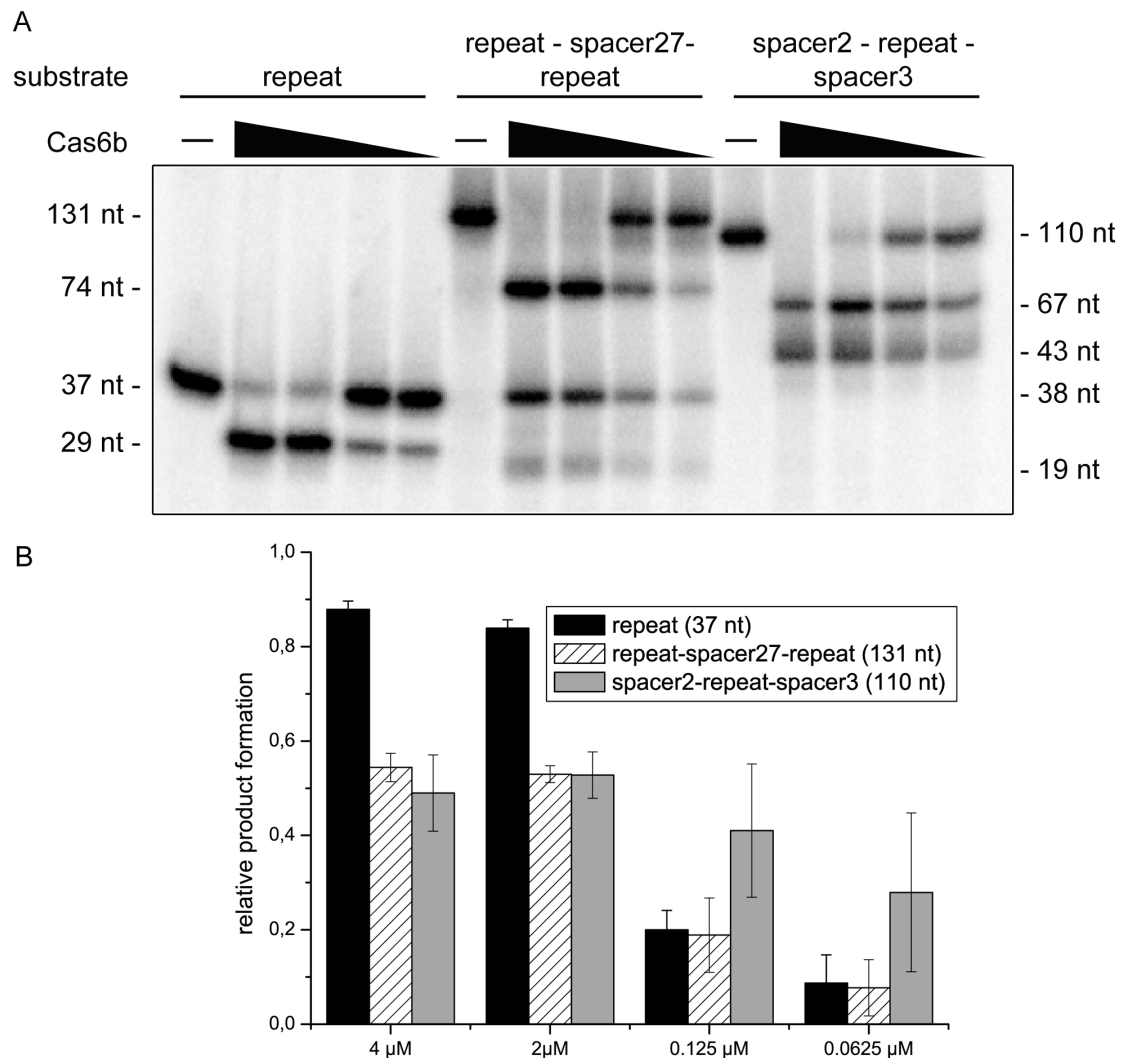 A
substrate
repeat
repeat - spacer27-
repeat
spacer2 - repeat -
spacer3
Cas6b
131 nt -
74 nt -
37 nt -
29 nt -
- 110 nt
- 67 nt
- 43 nt
- 38 nt
- 19 nt
B
relative product formation
1,0
0,8
0,6
0,4
0,2
0,0
repeat (37 nt)
repeat-spacer27-repeat (131 nt)
spacer2-repeat-spacer3 (110 nt)
4 µM
2µM
0.125 µM
0.0625 µM